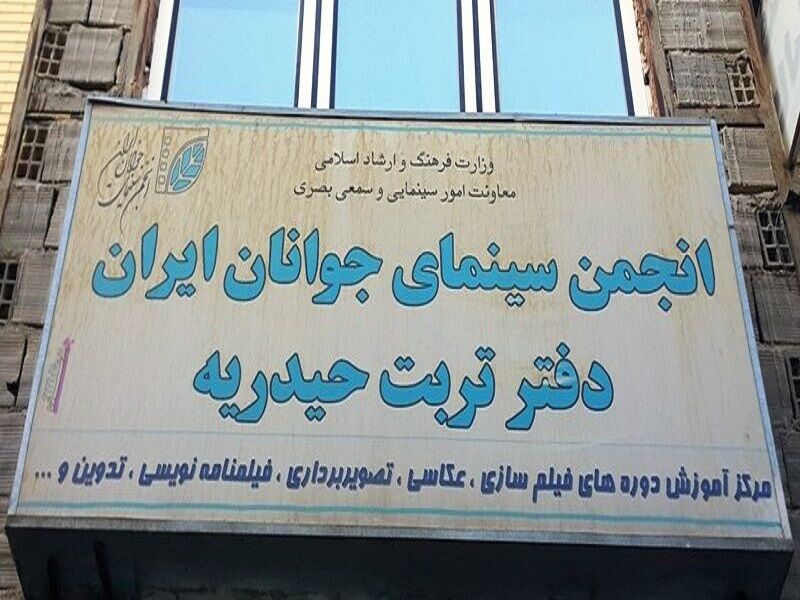 وزارت فرهنگ و ارشاد اسلامی
معاونت امور سینمایی و سمعی بصری
انجمن سینمای جوانان ایران
دفتر تربت حیدریه
مرکز آموزش دوره های فیلم سازی ، عکاسی ، تصویربرداری ، فیلمنامه نویسی ، تدوین و ...